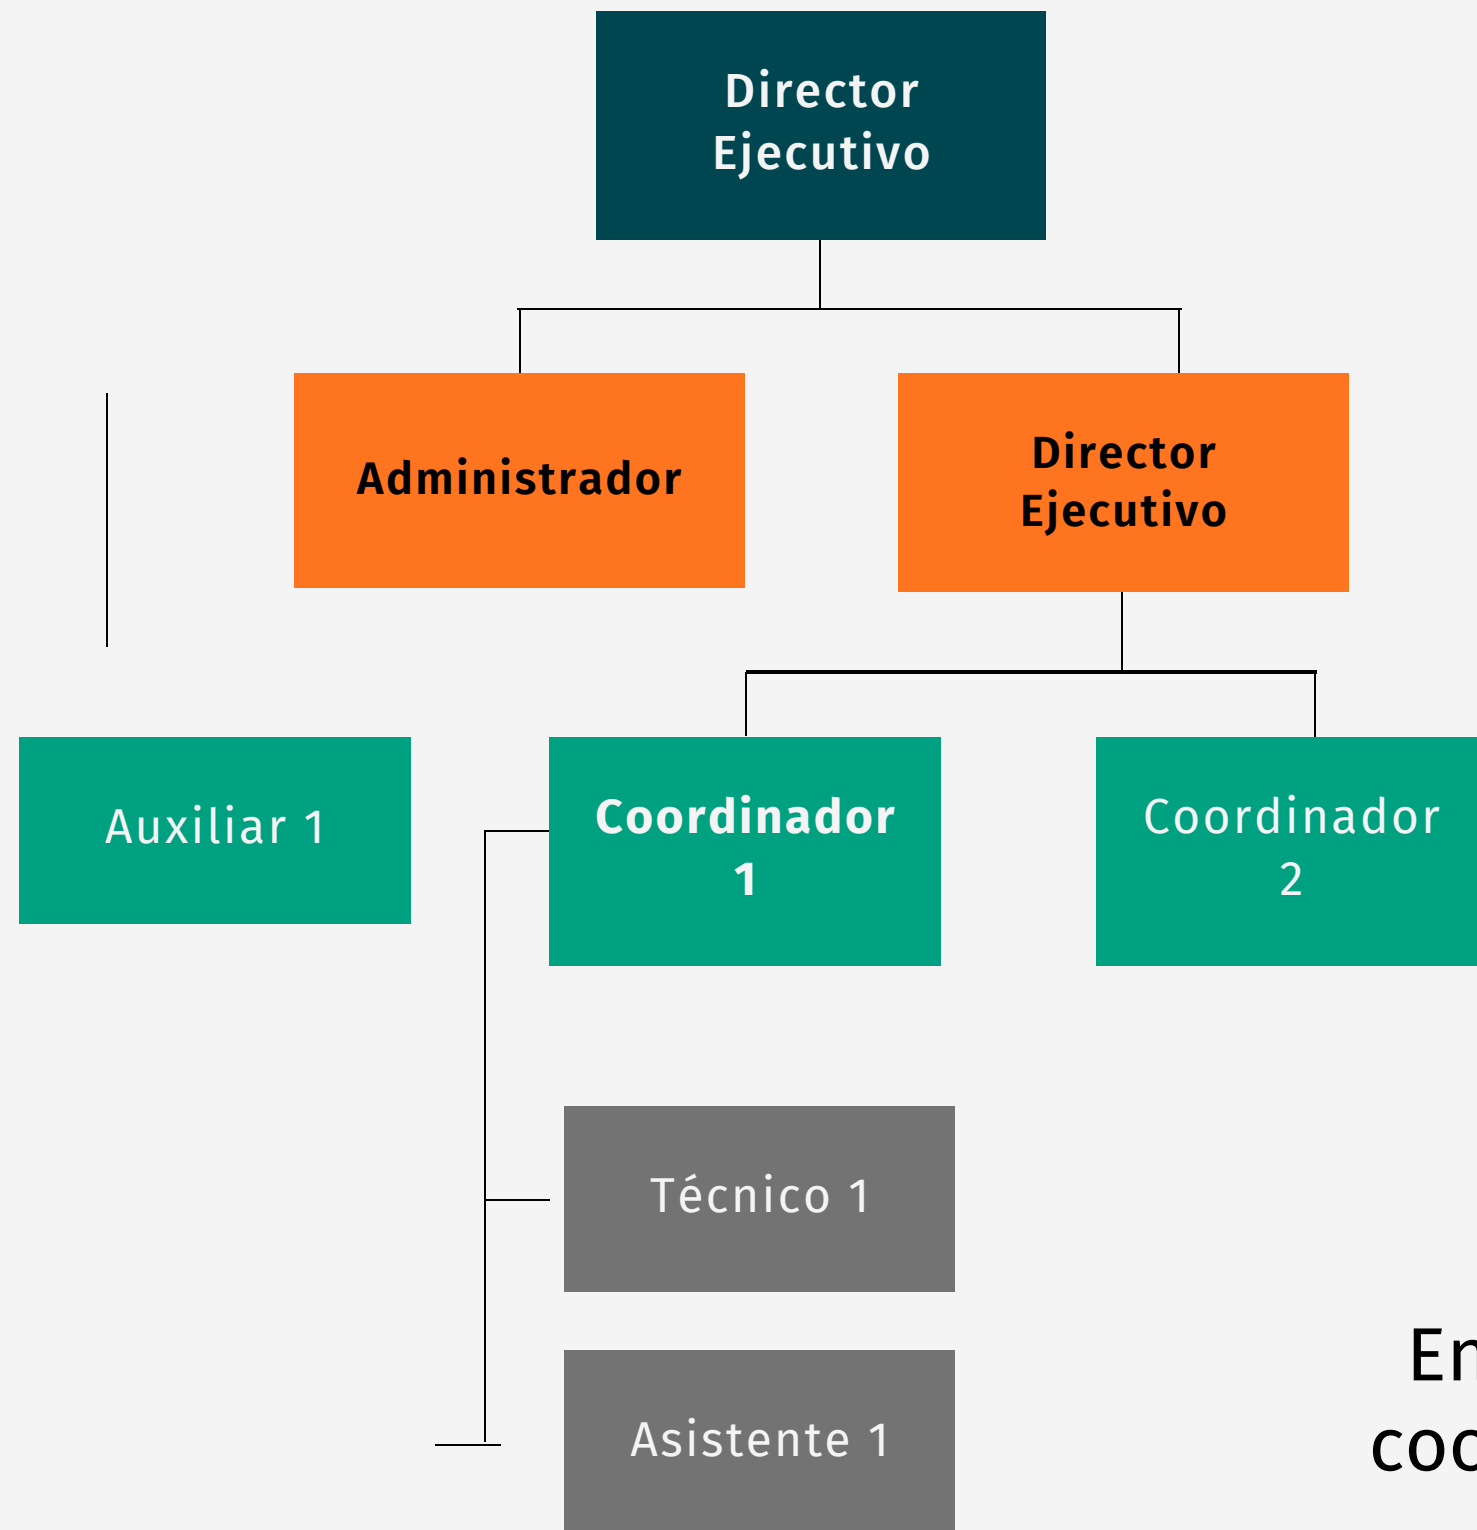 Director
Ejecutivo
Administrador
Director
Ejecutivo
Auxiliar 1
Coordinador
1
Coordinador
2
Técnico 1
Asistente 1